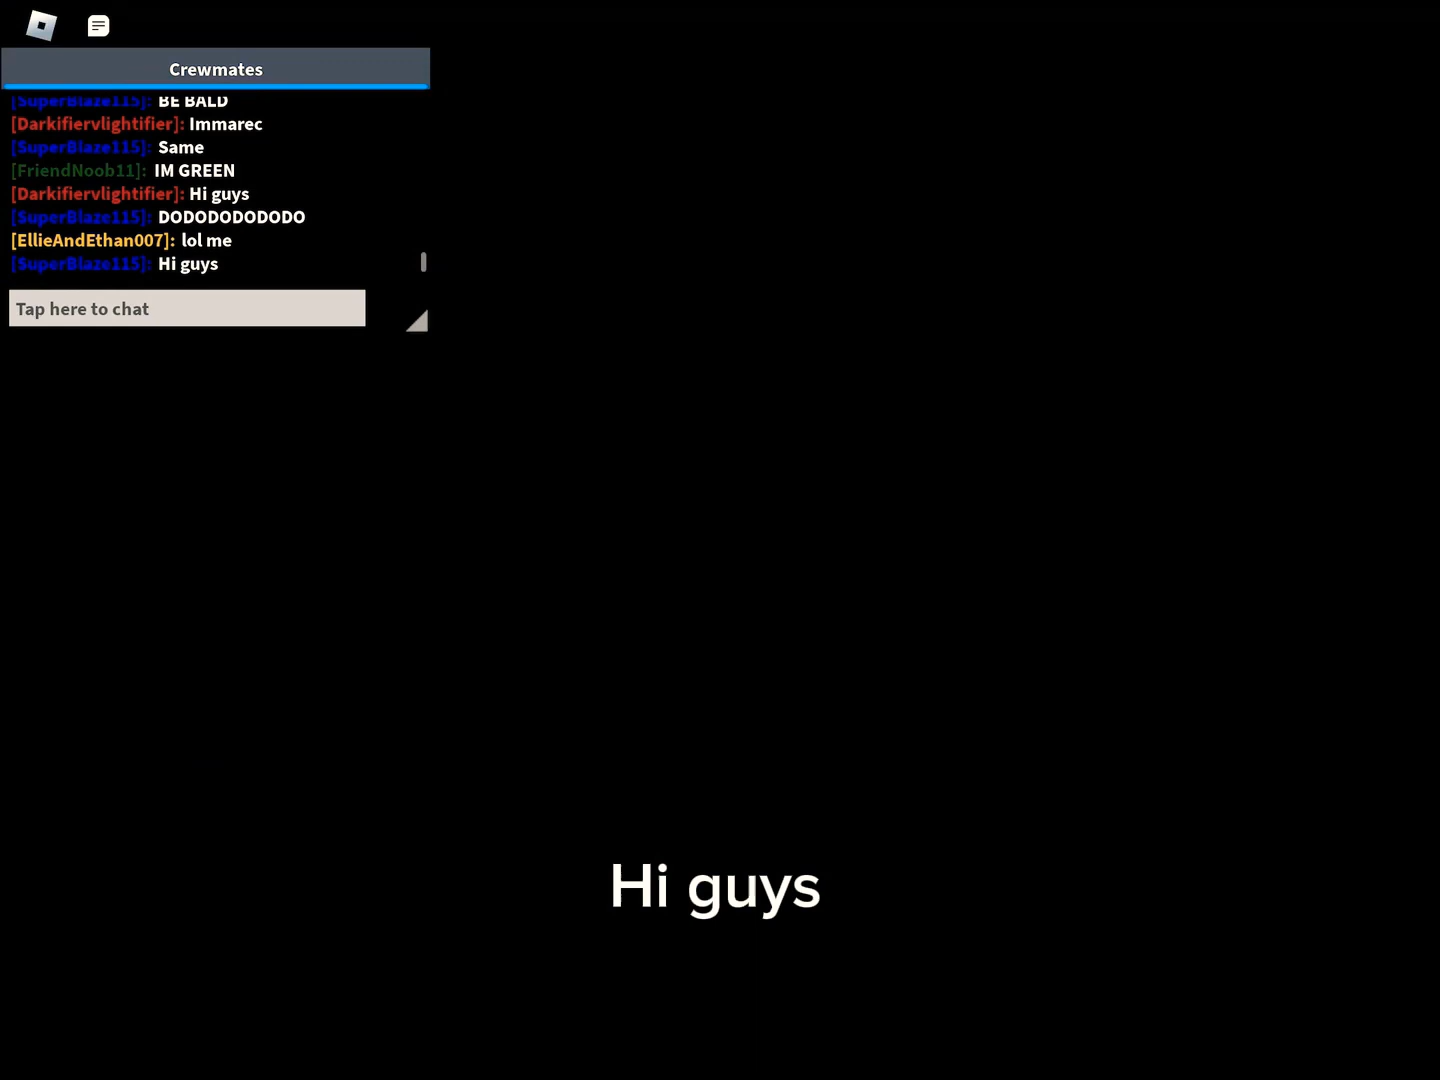 Crewmates
[SuperBlaze115]: BE BALD
[Darkifiervlightifier]: Immarec
[SuperBlaze115]: Same
[FriendNoob11]: IM GREEN
[Darkifiervlightifier]: Hi guys
[SuperBlaze115]: DODODODODODO
[EllieAndEthan007]: lol me
[SuperBlaze115]: Hi guys
Tap here to chat
Hi guys